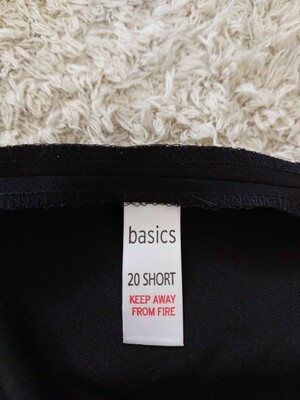 basics
20 SHORT
KEEP AWAY
FROM FIRE